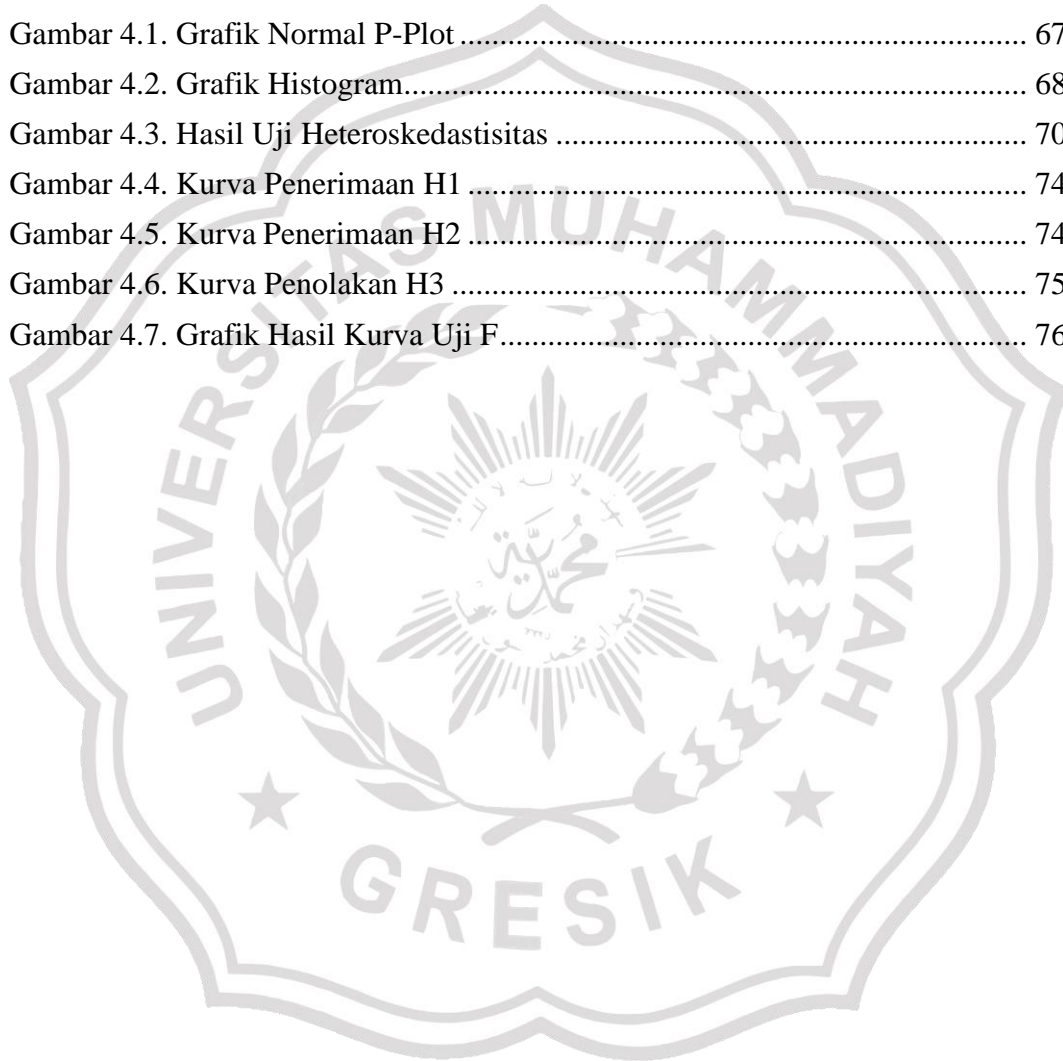 Gambar 4.1. Grafik Normal P-Plot ........................................................................................ 67
Gambar 4.2. Grafik Histogram ........................................................................................ 68
Gambar 4.3. Hasil Uji Heteroskedastisitas ........................................................................................ 70
Gambar 4.4. Kurva Penerimaan H1 ........................................................................................ 74
Gambar 4.5. Kurva Penerimaan H2 ........................................................................................ 74
Gambar 4.6. Kurva Penolakan H3 ........................................................................................ 75
Gambar 4.7. Grafik Hasil Kurva Uji F ........................................................................................ 76
UNIVERSITAS MUHAMMADIYAH
GRESIK